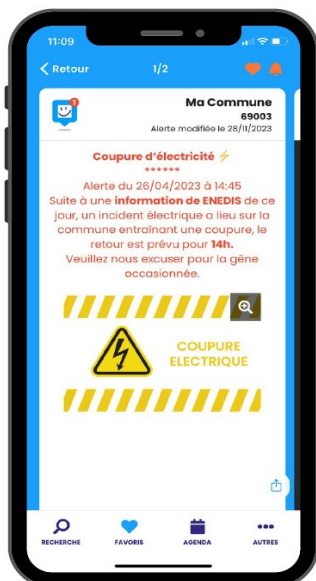 11:09
Retour
1/2
1
Ma Commune
69003
Alerte modifiée le 28/11/2023
Coupure d'électricité ⚡
******
Alerte du 26/04/2023 à 14:45
Suite à une information de ENEDIS de ce
jour, un incident électrique a lieu sur la
commune entraînant une coupure, le
retour est prévu pour 14h.
Veuillez nous excuser pour la gêne
occasionnée.
COUPURE
ELECTRIQUE
RECHERCHE
FAVORIS
AGENDA
AUTRES